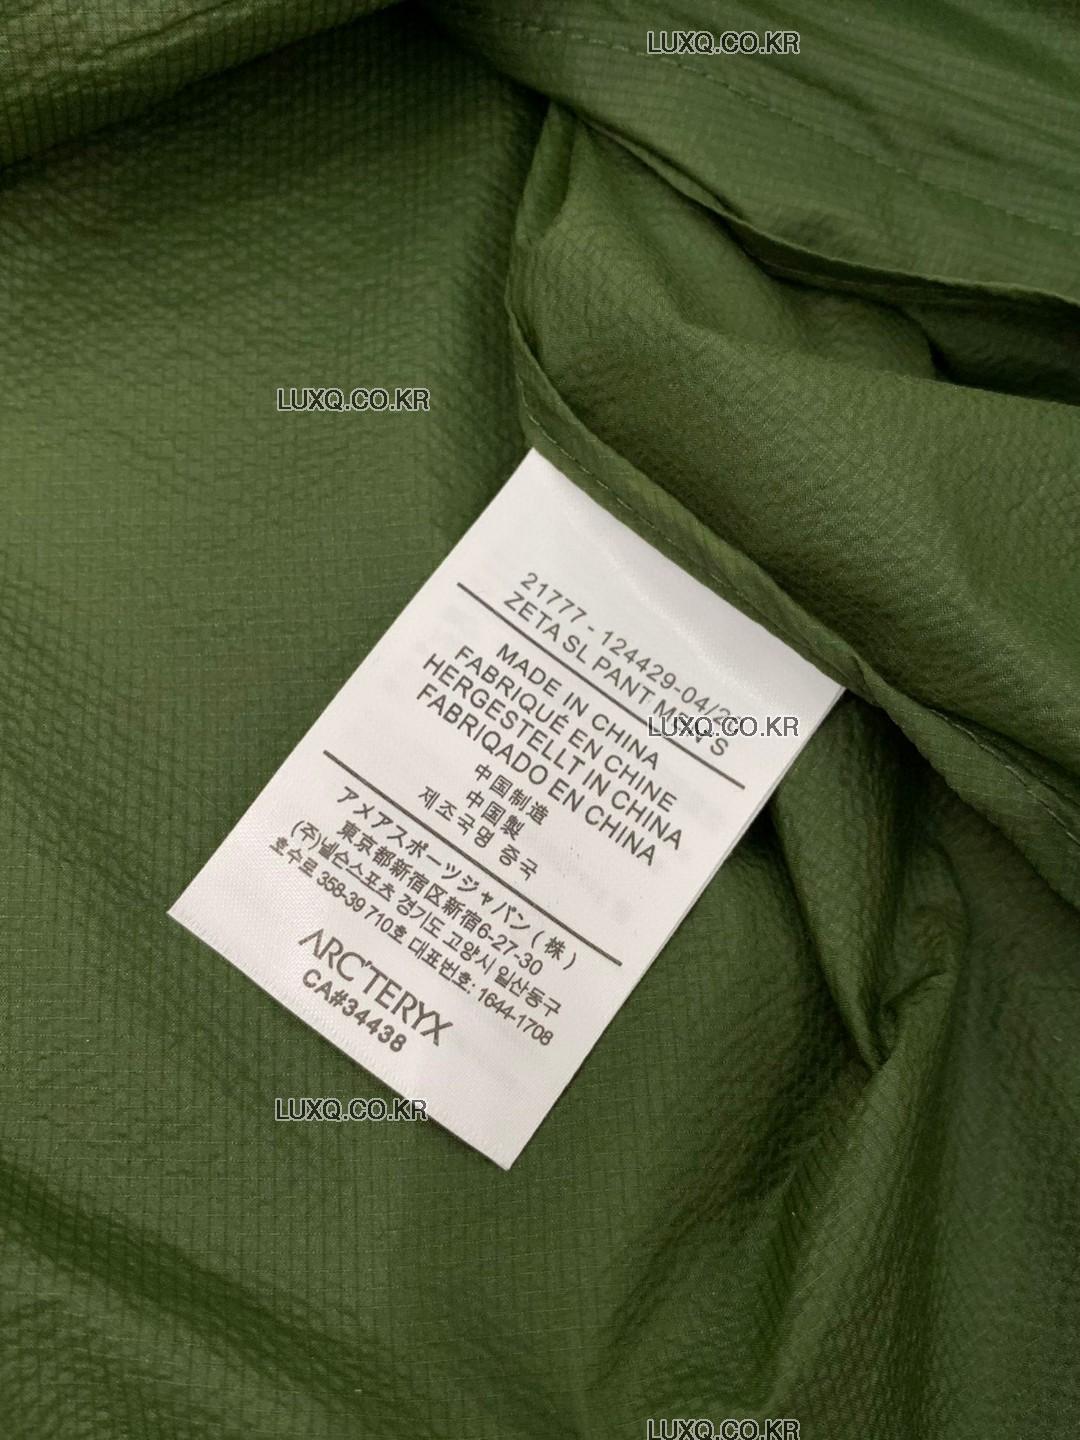 LUXQ.CO.KR
LUXQ.CO.KR
21777 - 124429-04/2
ZETA SL PANT MEN'S
LUXQ.CO.KR
MADE IN CHINA
FABRIQUÉ EN CHINE
HERGESTELLT IN CHINA
FABRIQADO EN CHINA
中国制造
中国製
제조국명 중국
アメアスポーツジャパン (株)
東京都新宿区新宿6-27-30
(주)넬슨스포츠 경기도 고양시 일산동구
호수로 358-39 710호 대표번호: 1644-1708
ARC'TERYX
CA#34438
LUXQ.CO.KR
LUXQ.CO.KR